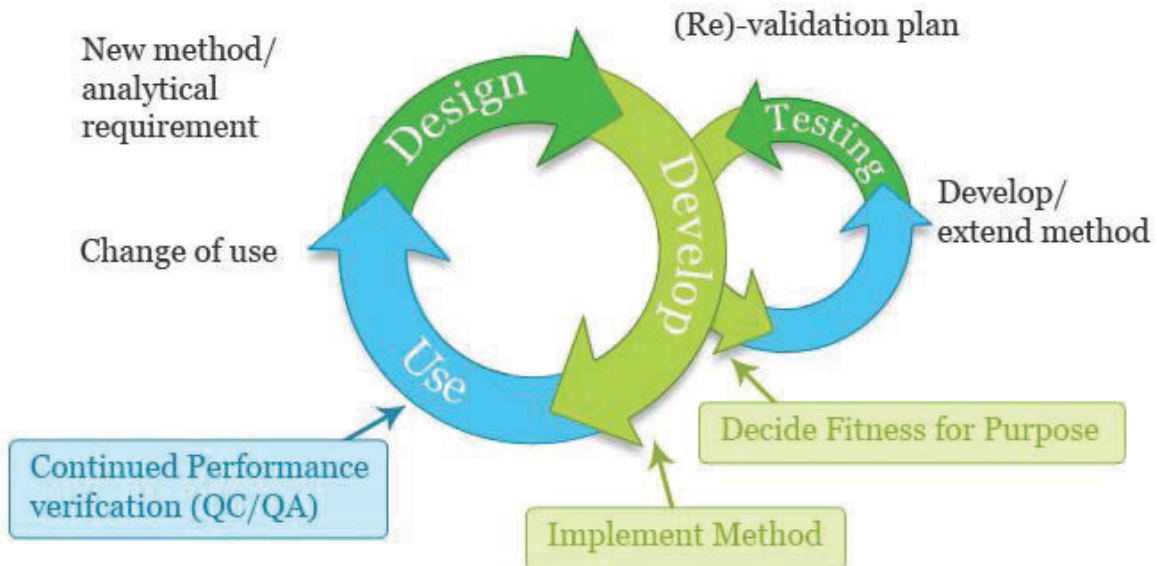 New method/
analytical
requirement
(Re)-validation plan
Design
Testing
Develop
Develop/
extend method
Change of use
Use
Decide Fitness for Purpose
Continued Performance
verifcation (QC/QA)
Implement Method